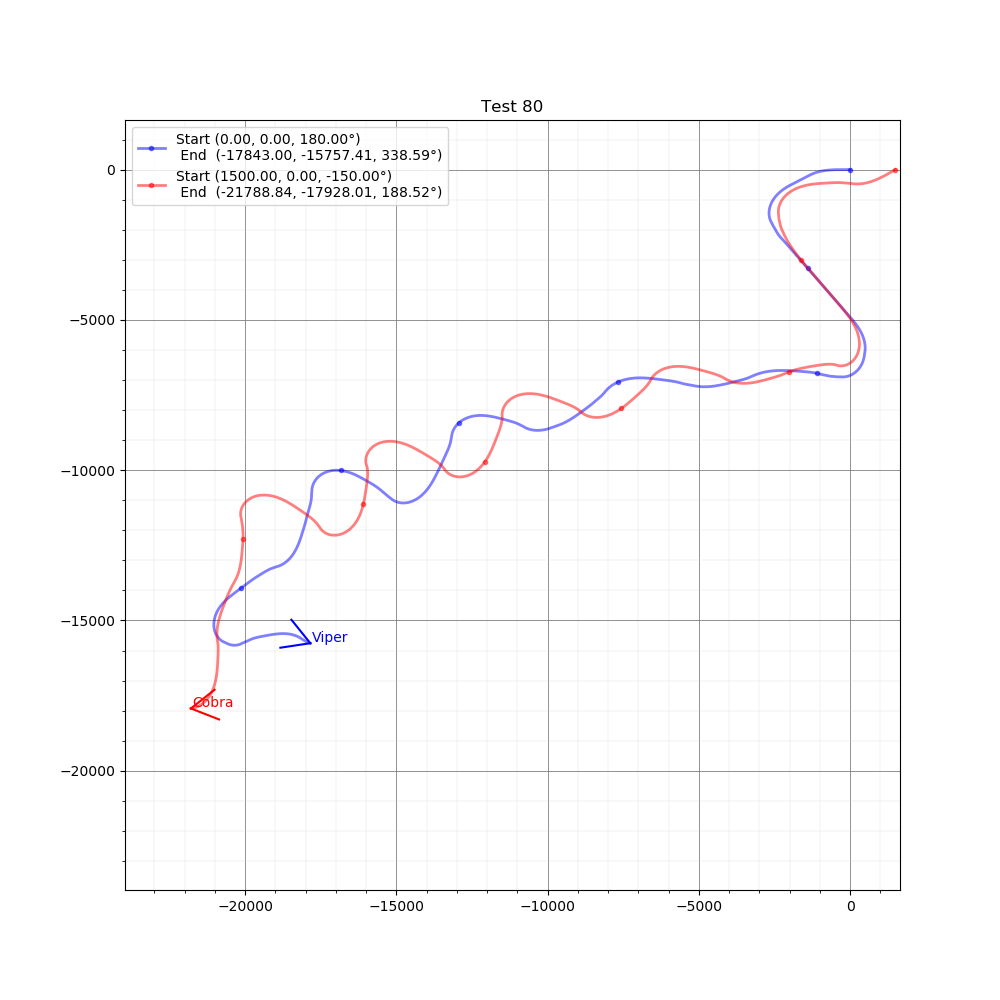 Test 80
Start (0.00, 0.00, 180.00°)
End  (-17843.00, -15757.41, 338.59°)
Start (1500.00, 0.00, -150.00°)
End  (-21788.84, -17928.01, 188.52°)
0
−5000
−10000
−15000
−20000
Viper
Cobra
−20000
−15000
−10000
−5000
0